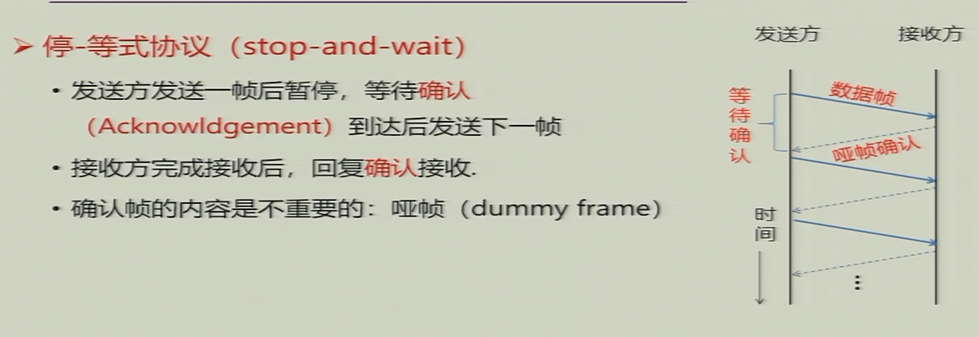 ➢ 停-等式协议（stop-and-wait）
• 发送方发送一帧后暂停，等待确认
（Acknowldgement）到达后发送下一帧
• 接收方完成接收后，回复确认接收.
• 确认帧的内容是不重要的：哑帧（dummy frame）
发送方 接收方
等待确认
数据帧
哑帧确认
时间
⋮